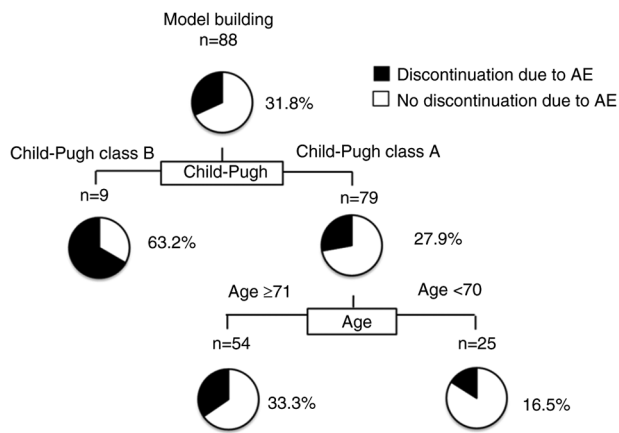 Model building
n=88
Discontinuation due to AE
No discontinuation due to AE
31.8%
Child-Pugh class B
Child-Pugh class A
Child-Pugh
n=9
n=79
63.2%
27.9%
Age ≥71
Age <70
Age
n=54
n=25
33.3%
16.5%